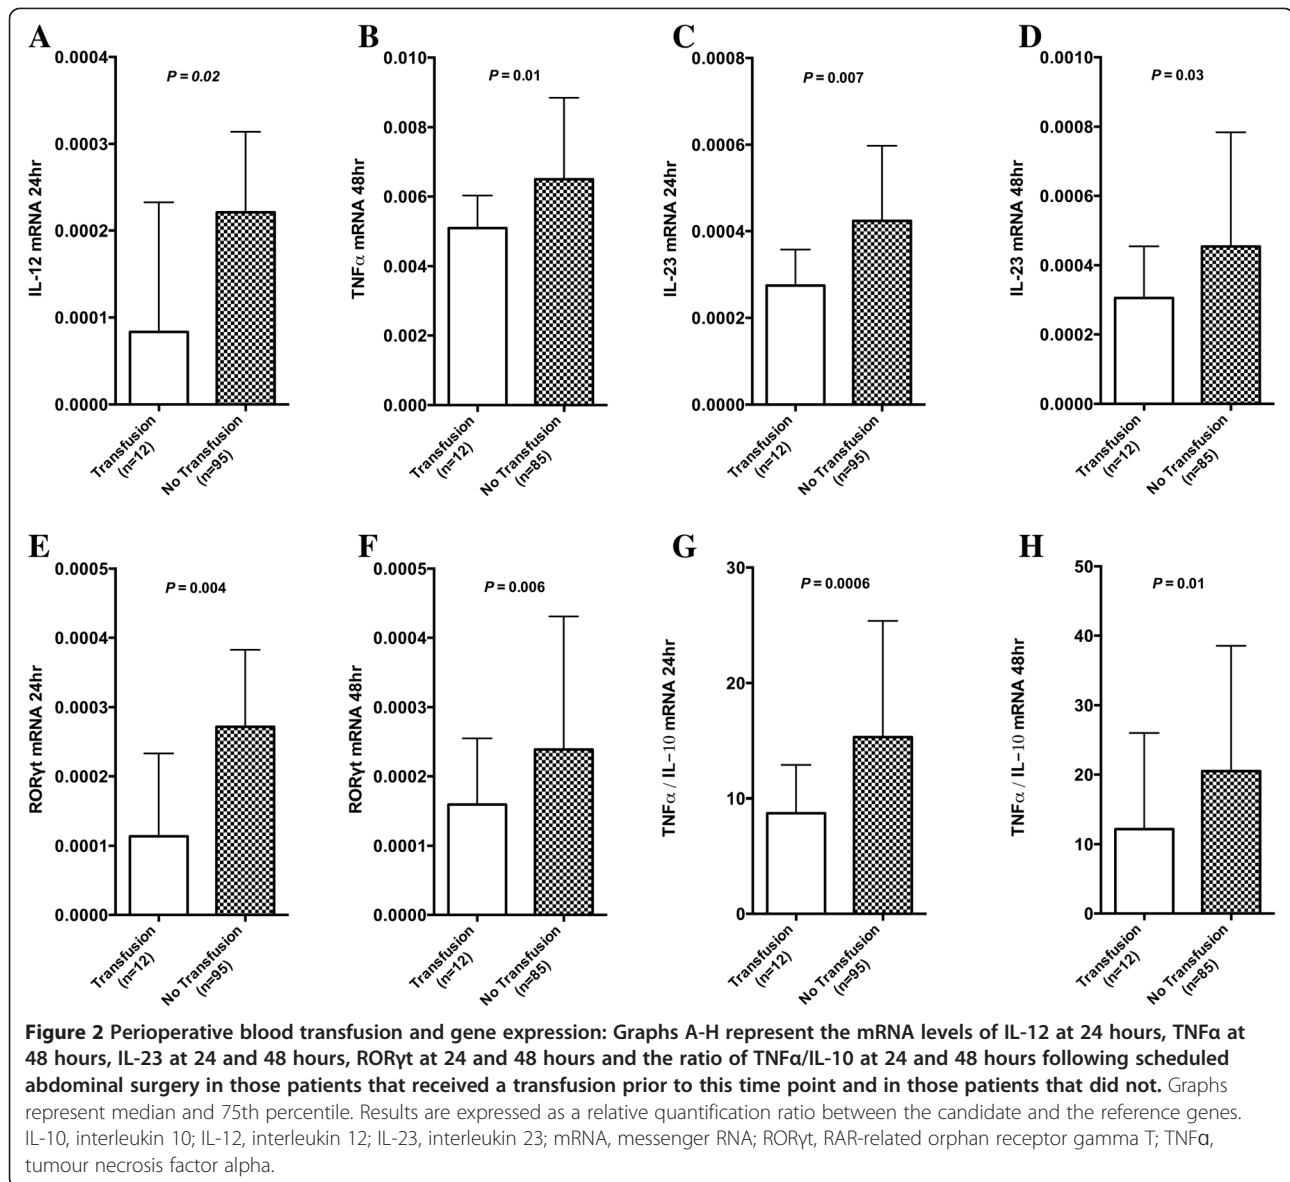 A
0.0004
0.0003
0.0002
0.0001
0.0000
IL-12 mRNA 24hr
P = 0.02
Transfusion
(n=12)
No Transfusion
(n=95)
B
0.010
0.008
0.006
0.004
0.002
0.000
TNFα mRNA 48hr
P = 0.01
Transfusion
(n=12)
No Transfusion
(n=85)
C
0.0008
0.0006
0.0004
0.0002
0.0000
IL-23 mRNA 24hr
P = 0.007
Transfusion
(n=12)
No Transfusion
(n=95)
D
0.0010
0.0008
0.0006
0.0004
0.0002
0.0000
IL-23 mRNA 48hr
P = 0.03
Transfusion
(n=12)
No Transfusion
(n=85)
E
0.0005
0.0004
0.0003
0.0002
0.0001
0.0000
RORγt mRNA 24hr
P = 0.004
Transfusion
(n=12)
No Transfusion
(n=95)
F
0.0005
0.0004
0.0003
0.0002
0.0001
0.0000
RORγt mRNA 48hr
P = 0.006
Transfusion
(n=12)
No Transfusion
(n=85)
G
30
20
10
0
TNFα / IL−10 mRNA 24hr
P = 0.0006
Transfusion
(n=12)
No Transfusion
(n=95)
H
50
40
30
20
10
0
TNFα / IL−10 mRNA 48hr
P = 0.01
Transfusion
(n=12)
No Transfusion
(n=85)
Figure 2 Perioperative blood transfusion and gene expression: Graphs A-H represent the mRNA levels of IL-12 at 24 hours, TNFα at
48 hours, IL-23 at 24 and 48 hours, RORγt at 24 and 48 hours and the ratio of TNFα/IL-10 at 24 and 48 hours following scheduled
abdominal surgery in those patients that received a transfusion prior to this time point and in those patients that did not. Graphs
represent median and 75th percentile. Results are expressed as a relative quantification ratio between the candidate and the reference genes.
IL-10, interleukin 10; IL-12, interleukin 12; IL-23, interleukin 23; mRNA, messenger RNA; RORγt, RAR-related orphan receptor gamma T; TNFα,
tumour necrosis factor alpha.